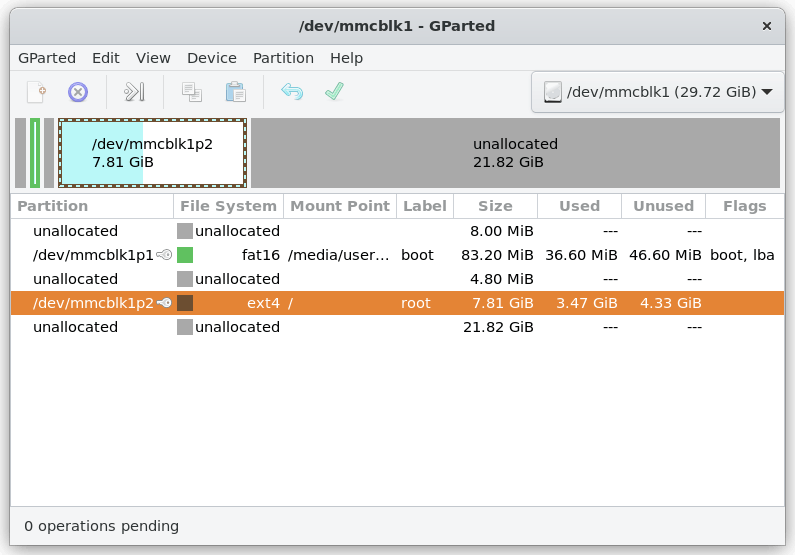 /dev/mmcblk1 - GParted ×
GParted Edit View Device Partition Help
/dev/mmcblk1 (29.72 GiB)
/dev/mmcblk1p2
7.81 GiB
unallocated
21.82 GiB
Partition File System Mount Point Label Size Used Unused Flags
unallocated unallocated 8.00 MiB --- ---
/dev/mmcblk1p1 fat16 /media/user... boot 83.20 MiB 36.60 MiB 46.60 MiB boot, lba
unallocated unallocated 4.80 MiB --- ---
/dev/mmcblk1p2 ext4 / root 7.81 GiB 3.47 GiB 4.33 GiB
unallocated unallocated 21.82 GiB --- ---
0 operations pending